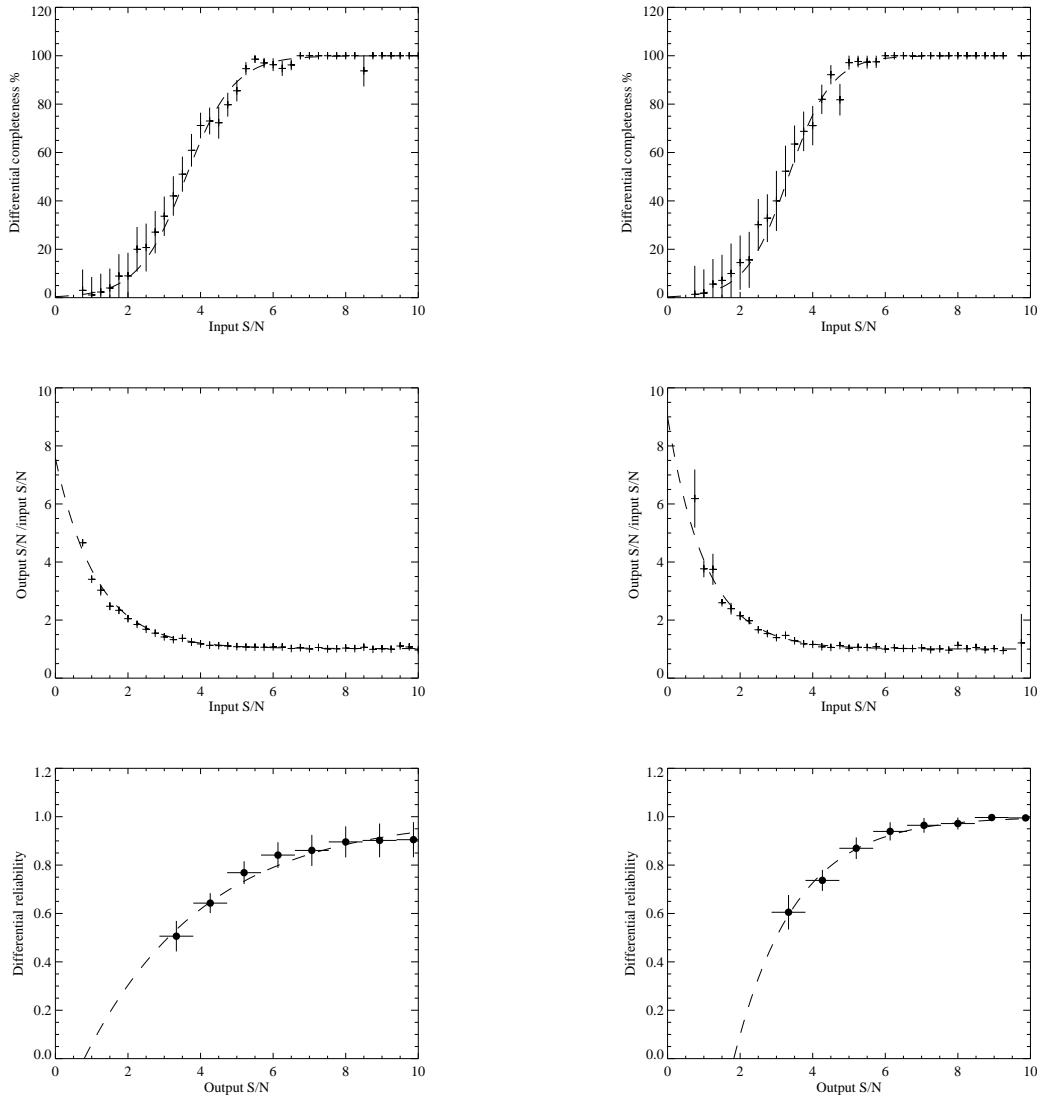 120
100
80
60
40
20
0
Differential completeness %
0 2 4 6 8 10
Input S/N
120
100
80
60
40
20
0
Differential completeness %
0 2 4 6 8 10
Input S/N
10
8
6
4
2
0
Output S/N /input S/N
0 2 4 6 8 10
Input S/N
10
8
6
4
2
0
Output S/N /input S/N
0 2 4 6 8 10
Input S/N
1.2
1.0
0.8
0.6
0.4
0.2
0.0
Differential reliability
0 2 4 6 8 10
Output S/N
1.2
1.0
0.8
0.6
0.4
0.2
0.0
Differential reliability
0 2 4 6 8 10
Output S/N